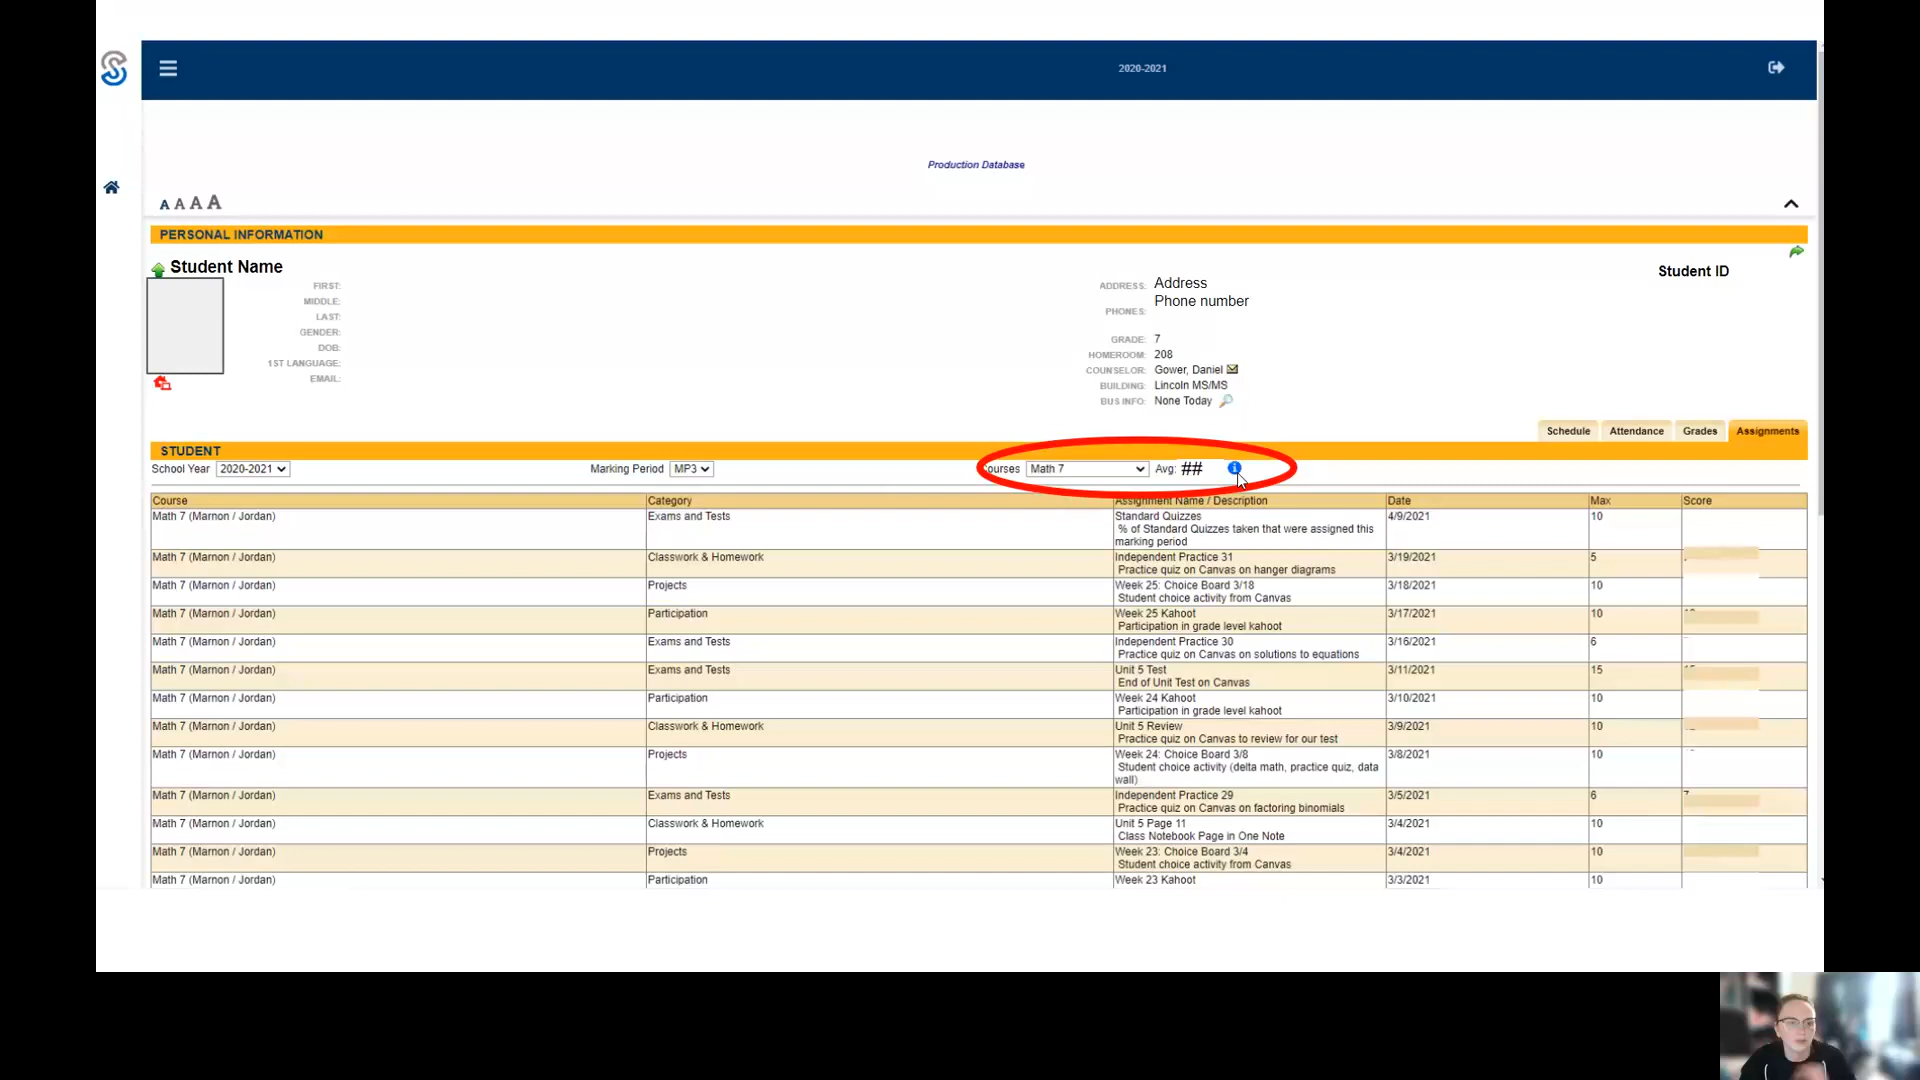 2020-2021
Production Database
A A A A
PERSONAL INFORMATION
Student Name
Student ID
FIRST:
MIDDLE:
LAST:
GENDER:
DOB:
1ST LANGUAGE:
EMAIL:
ADDRESS: Address
Phone number
PHONES:
GRADE: 7
HOMEROOM: 208
COUNSELOR: Gower, Daniel
BUILDING: Lincoln MS/MS
BUS INFO: None Today
Schedule Attendance Grades Assignments
STUDENT
School Year 2020-2021 Marking Period MP3 Courses Math 7 Avg: ##
Course Category Assignment Name / Description Date Max Score
Math 7 (Marnon / Jordan) Exams and Tests Standard Quizzes 4/9/2021 10
% of Standard Quizzes taken that were assigned this
marking period
Math 7 (Marnon / Jordan) Classwork & Homework Independent Practice 31 3/19/2021 5
Practice quiz on Canvas on hanger diagrams
Math 7 (Marnon / Jordan) Projects Week 25: Choice Board 3/18 3/18/2021 10
Student choice activity from Canvas
Math 7 (Marnon / Jordan) Participation Week 25 Kahoot 3/17/2021 10
Participation in grade level kahoot
Math 7 (Marnon / Jordan) Exams and Tests Independent Practice 30 3/16/2021 6
Practice quiz on Canvas on solutions to equations
Math 7 (Marnon / Jordan) Exams and Tests Unit 5 Test 3/11/2021 15
End of Unit Test on Canvas
Math 7 (Marnon / Jordan) Participation Week 24 Kahoot 3/10/2021 10
Participation in grade level kahoot
Math 7 (Marnon / Jordan) Classwork & Homework Unit 5 Review 3/9/2021 10
Practice quiz on Canvas to review for our test
Math 7 (Marnon / Jordan) Projects Week 24: Choice Board 3/8 3/8/2021 10
Student choice activity (delta math, practice quiz, data
wall)
Math 7 (Marnon / Jordan) Exams and Tests Independent Practice 29 3/5/2021 6
Practice quiz on Canvas on factoring binomials
Math 7 (Marnon / Jordan) Classwork & Homework Unit 5 Page 11 3/4/2021 10
Class Notebook Page in One Note
Math 7 (Marnon / Jordan) Projects Week 23: Choice Board 3/4 3/4/2021 10
Student choice activity from Canvas
Math 7 (Marnon / Jordan) Participation Week 23 Kahoot 3/3/2021 10